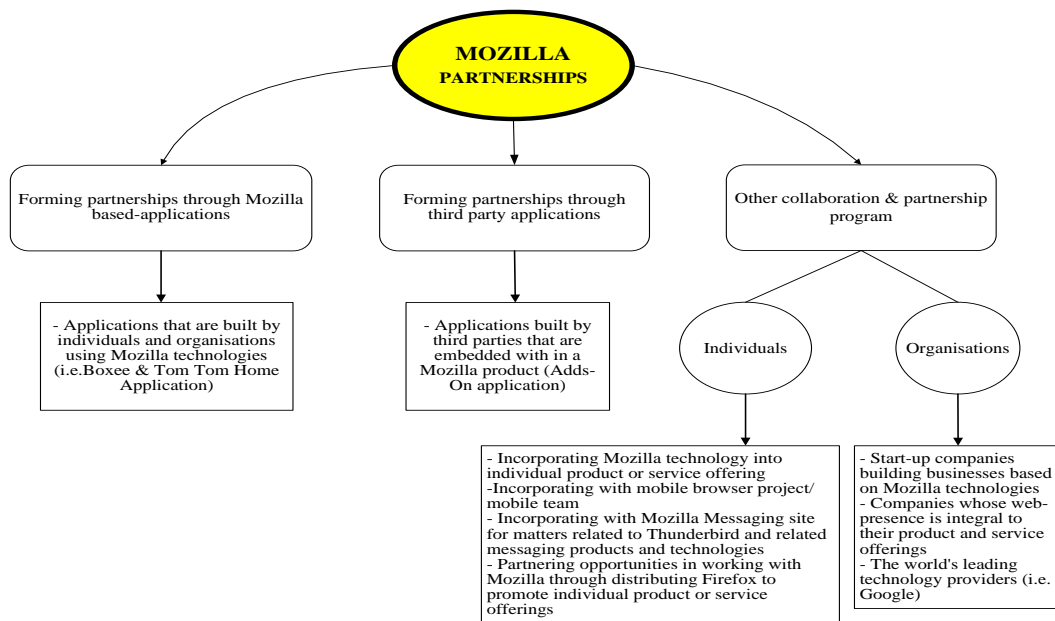 MOZILLA
PARTNERSHIPS
Forming partnerships through Mozilla
based-applications
Forming partnerships through
third party applications
Other collaboration & partnership
program
- Applications that are built by
individuals and organisations
using Mozilla technologies
(i.e.Boxee & Tom Tom Home
Application)
- Applications built by
third parties that are
embedded with in a
Mozilla product (Adds-
On application)
Individuals
Organisations
- Incorporating Mozilla technology into
individual product or service offering
-Incorporating with mobile browser project/
mobile team
- Incorporating with Mozilla Messaging site
for matters related to Thunderbird and related
messaging products and technologies
- Partnering opportunities in working with
Mozilla through distributing Firefox to
promote individual product or service
offerings
- Start-up companies
building businesses based
on Mozilla technologies
- Companies whose web-
presence is integral to
their product and service
offerings
- The world's leading
technology providers (i.e.
Google)